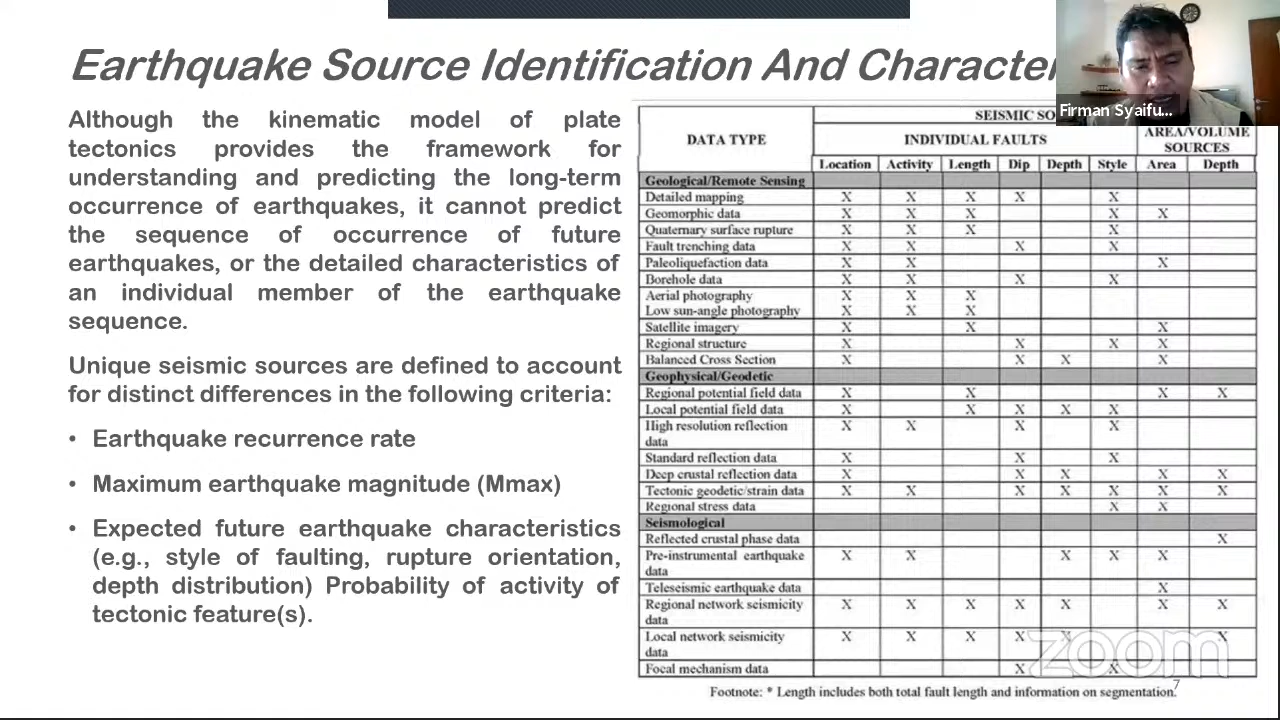 Earthquake Source Identification And Character
Firman Syaifu...
Although the kinematic model of plate
tectonics provides the framework for
understanding and predicting the long-term
occurrence of earthquakes, it cannot predict
the sequence of occurrence of future
earthquakes, or the detailed characteristics of
an individual member of the earthquake
sequence.
Unique seismic sources are defined to account
for distinct differences in the following criteria:
• Earthquake recurrence rate
• Maximum earthquake magnitude (Mmax)
• Expected future earthquake characteristics
(e.g., style of faulting, rupture orientation,
depth distribution) Probability of activity of
tectonic feature(s).
SEISMIC SO
DATA TYPE INDIVIDUAL FAULTS AREA/VOLUME
SOURCES
Location Activity Length Dip Depth Style Area Depth
Geological/Remote Sensing
Detailed mapping X X X X X
Geomorphic data X X X X X
Quaternary surface rupture X X X X
Fault trenching data X X X X
Paleoliquefaction data X X X
Borehole data X X X X
Aerial photography X X X
Low sun-angle photography X X X
Satellite imagery X X X
Regional structure X X X X
Balanced Cross Section X X X X
Geophysical/Geodetic
Regional potential field data X X X X
Local potential field data X X X X X
High resolution reflection X X X X
data
Standard reflection data X X X
Deep crustal reflection data X X X X X
Tectonic geodetic/strain data X X X X X X X
Regional stress data X X
Seismological
Reflected crustal phase data X
Pre-instrumental earthquake X X X X X
data
Teleseismic earthquake data X
Regional network seismicity X X X X X X X
data
Local network seismicity X X X X X X
data
Focal mechanism data X X
zoom
Footnote: * Length includes both total fault length and information on segmentation.
7